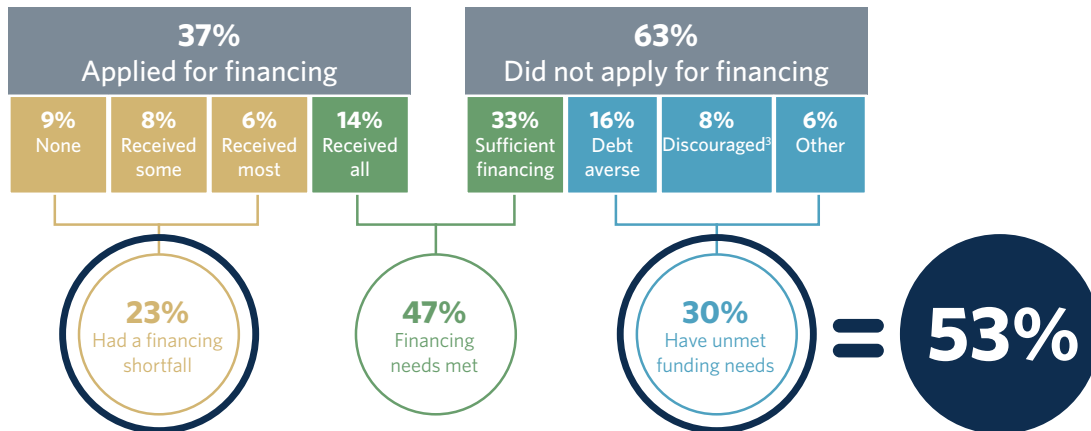 37%
Applied for financing
9%
None
8%
Received
some
6%
Received
most
14%
Received
all
63%
Did not apply for financing
33%
Sufficient
financing
16%
Debt
averse
8%
Discouraged³
6%
Other
23%
Had a financing
shortfall
47%
Financing
needs met
30%
Have unmet
funding needs
=
53%